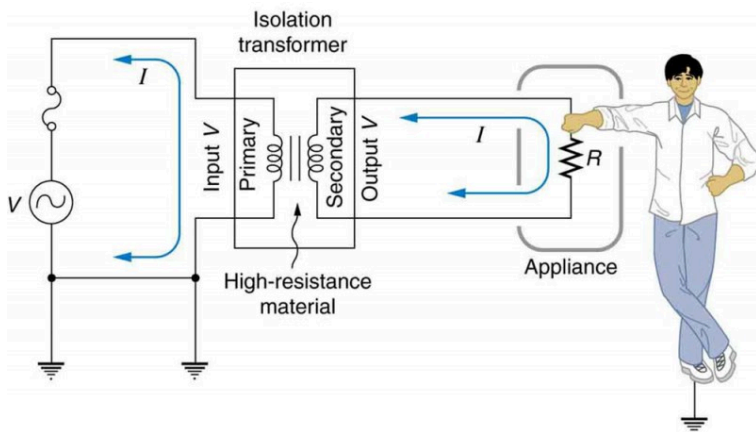 Isolation
transformer
I
Input V
Primary
Secondary
Output V
I
R
V
High-resistance
material
Appliance